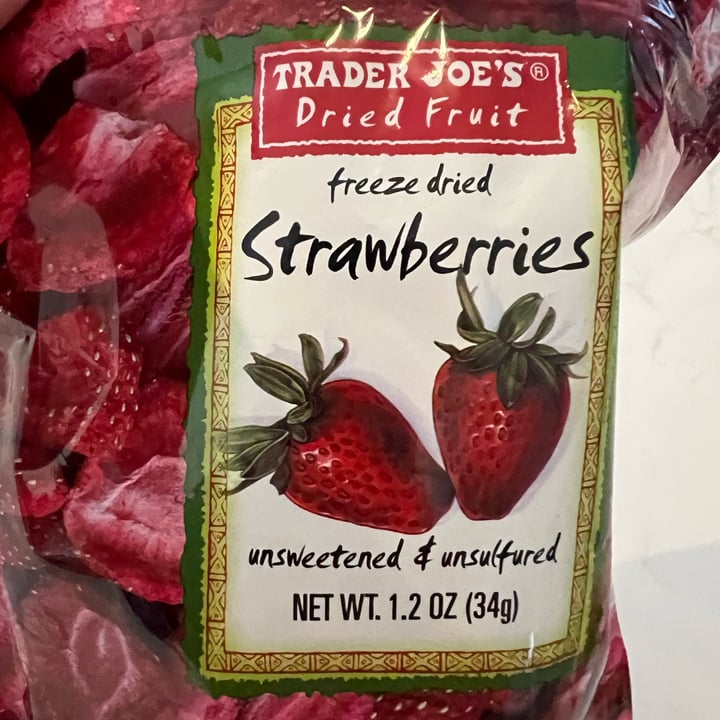 TRADER JOE'S®
Dried Fruit
freeze dried
Strawberries
unsweetened & unsulfured
NET WT. 1.2 OZ (34g)